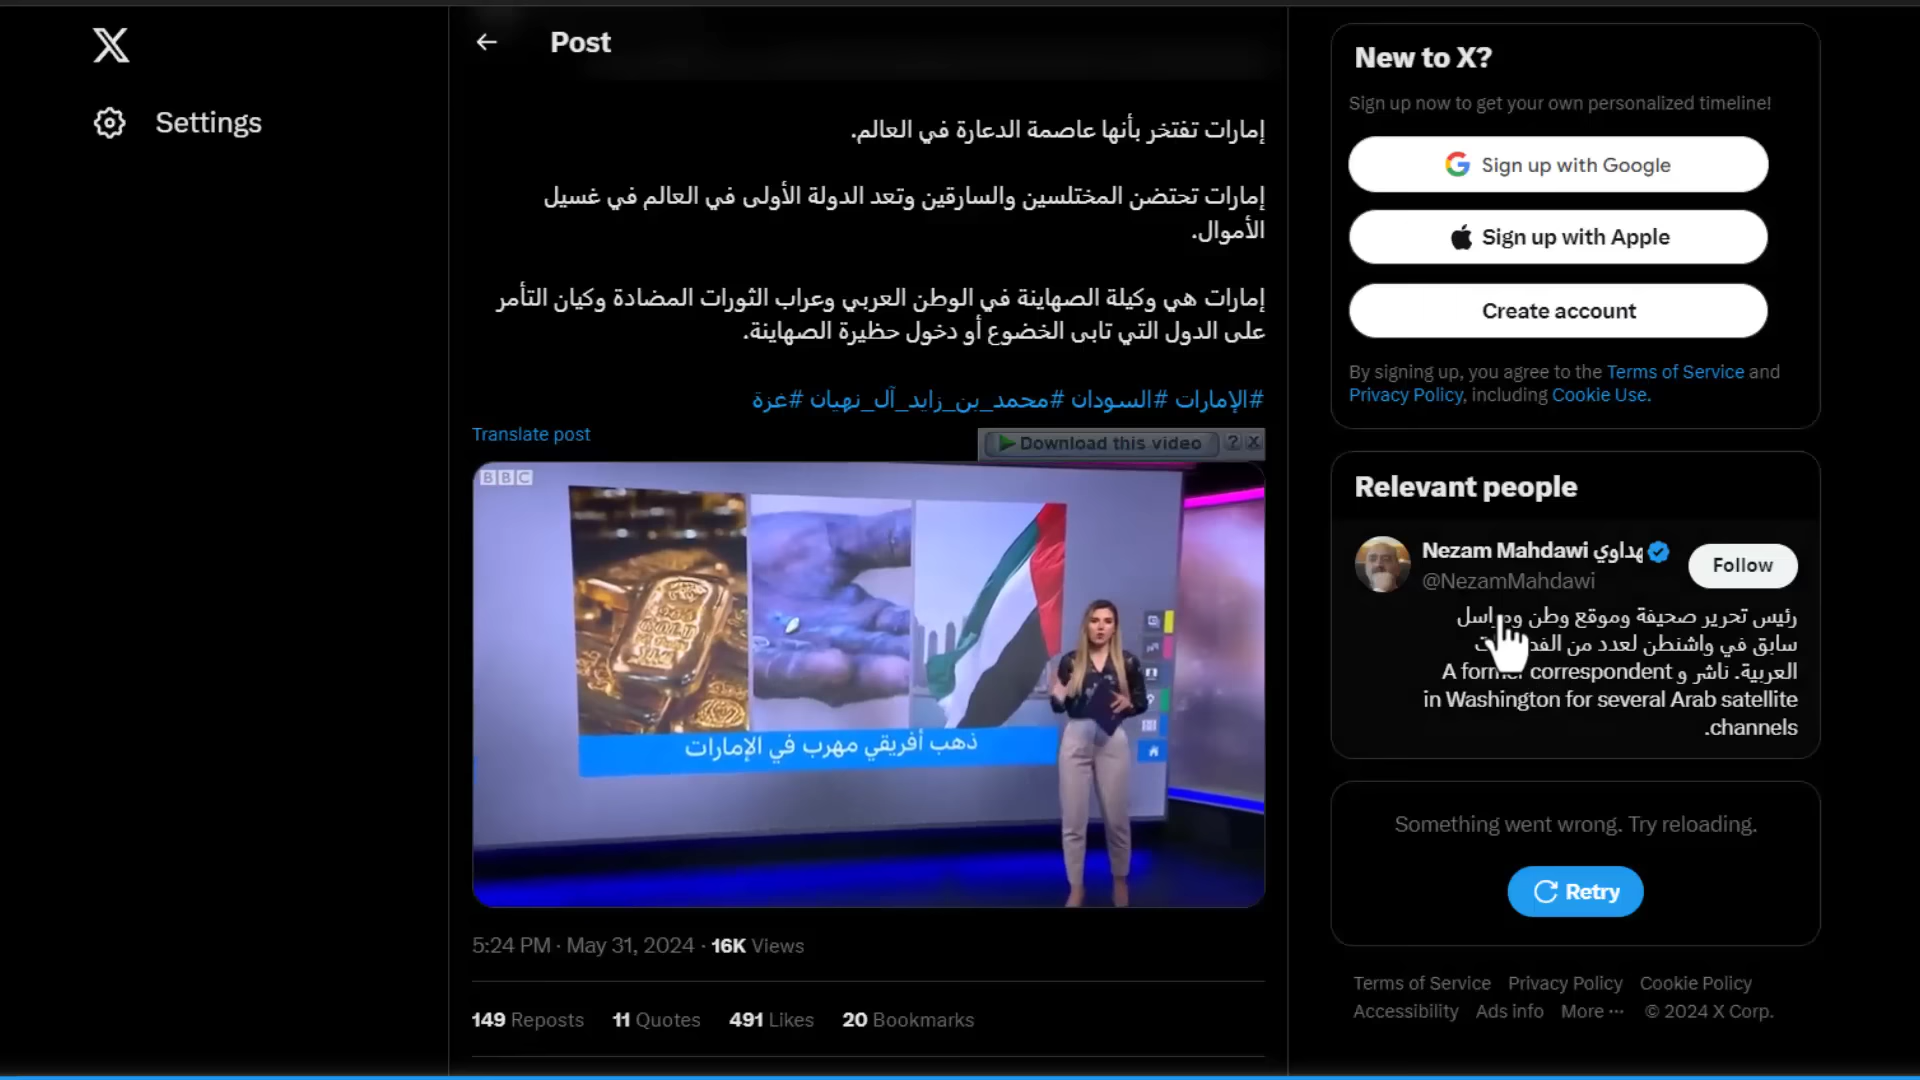 Post
Settings
إمارات تفتخر بأنها عاصمة الدعارة في العالم.
إمارات تحتضن المختلسين والسارقين وتعد الدولة الأولى في العالم في غسيل
الأموال.
إمارات هي وكيلة الصهاينة في الوطن العربي وعراب الثورات المضادة وكيان التأمر
على الدول التي تابى الخضوع أو دخول حظيرة الصهاينة.
#الإمارات #السودان #محمد_بن_زايد_آل_نهيان #غزة
Translate post
Download this video ? X
BBC
ذهب أفريقي مهرب في الإمارات
5:24 PM · May 31, 2024 · 16K Views
149 Reposts 11 Quotes 491 Likes 20 Bookmarks
New to X?
Sign up now to get your own personalized timeline!
Sign up with Google
Sign up with Apple
Create account
By signing up, you agree to the Terms of Service and
Privacy Policy, including Cookie Use.
Relevant people
Nezam Mahdawi
@NezamMahdawi
Follow
رئيس تحرير صحيفة وموقع وطن
سابق في واشنطن لعدد من
العربية. ناشر و A former correspondent
in Washington for several Arab satellite
channels.
Something went wrong. Try reloading.
Retry
Terms of Service Privacy Policy Cookie Policy
Accessibility Ads info More ··· © 2024 X Corp.